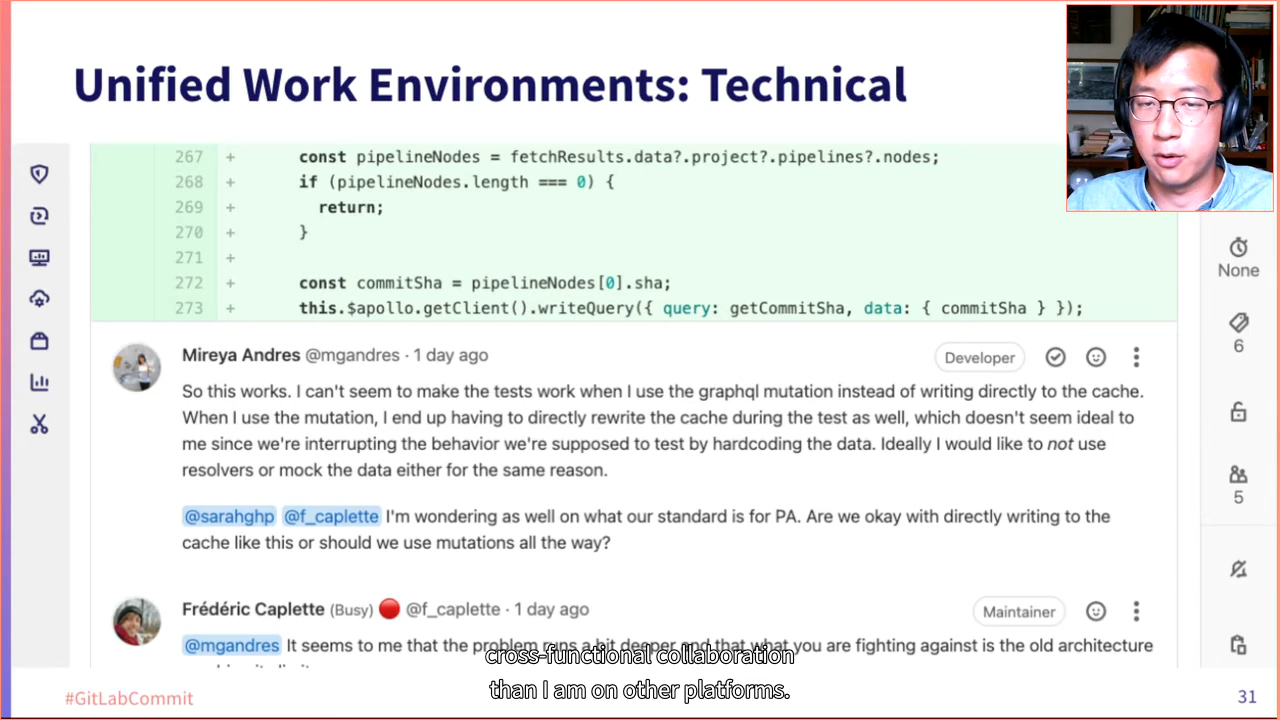 Unified Work Environments: Technical
267 + const pipelineNodes = fetchResults.data?.project?.pipelines?.nodes;
268 + if (pipelineNodes.length === 0) {
269 + return;
270 + }
271 +
272 + const commitSha = pipelineNodes[0].sha;
273 + this.$apollo.getClient().writeQuery({ query: getCommitSha, data: { commitSha } });
None
6
5
Mireya Andres @mgandres · 1 day ago
Developer
So this works. I can't seem to make the tests work when I use the graphql mutation instead of writing directly to the cache.
When I use the mutation, I end up having to directly rewrite the cache during the test as well, which doesn't seem ideal to
me since we're interrupting the behavior we're supposed to test by hardcoding the data. Ideally I would like to not use
resolvers or mock the data either for the same reason.
@sarahghp @f_caplette I'm wondering as well on what our standard is for PA. Are we okay with directly writing to the
cache like this or should we use mutations all the way?
Frédéric Caplette (Busy) @f_caplette · 1 day ago
Maintainer
@mgandres It seems to me that the problem runs a bit deeper and that what you are fighting against is the old architecture
cross-functional collaboration
than I am on other platforms.
#GitLabCommit
31